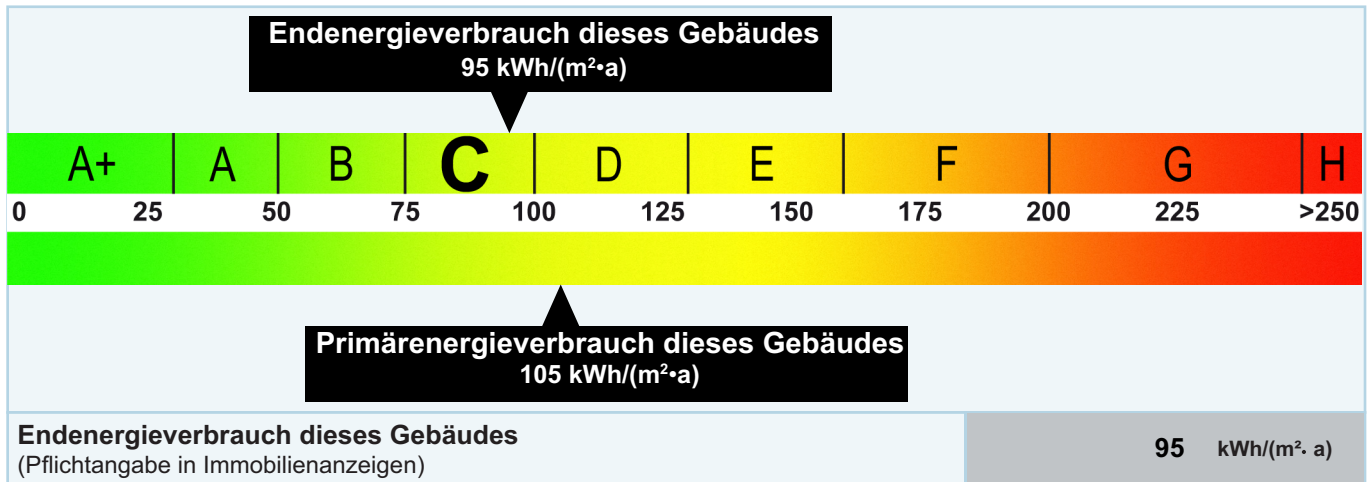 Endenergieverbrauch dieses Gebäudes
95 kWh/(m²•a)
A+ A B C D E F G H
0 25 50 75 100 125 150 175 200 225 >250
Primärenergieverbrauch dieses Gebäudes
105 kWh/(m²•a)
Endenergieverbrauch dieses Gebäudes
(Pflichtangabe in Immobilienanzeigen)
95 kWh/(m²· a)